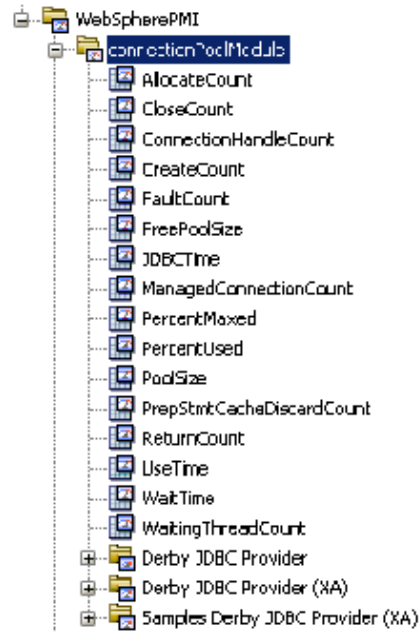 WebSpherePMI
connectionPoolModule
AllocateCount
CloseCount
ConnectionHandleCount
CreateCount
FaultCount
FreePoolSize
JDBCTime
ManagedConnectionCount
PercentMaxed
PercentUsed
PoolSize
PrepStmtCacheDiscardCount
ReturnCount
UseTime
WaitTime
WaitingThreadCount
Derby JDBC Provider
Derby JDBC Provider (XA)
Samples Derby JDBC Provider (XA)